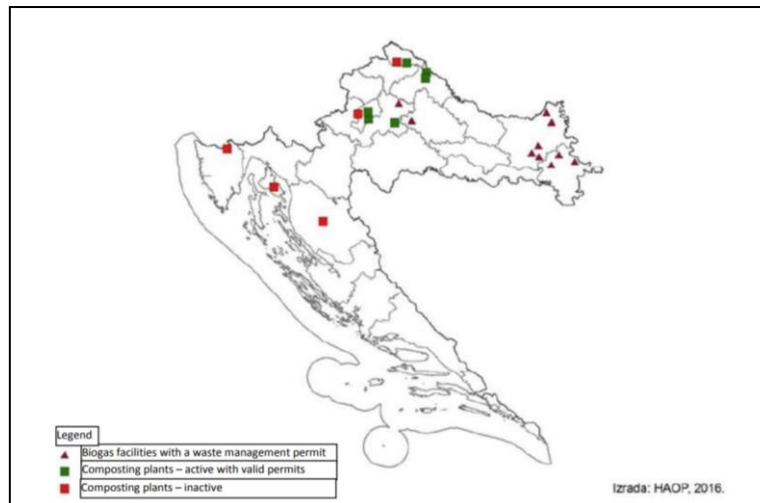 Legend
Biogas facilities with a waste management permit
Composting plants – active with valid permits
Composting plants – inactive
Izrada: HAOP, 2016.